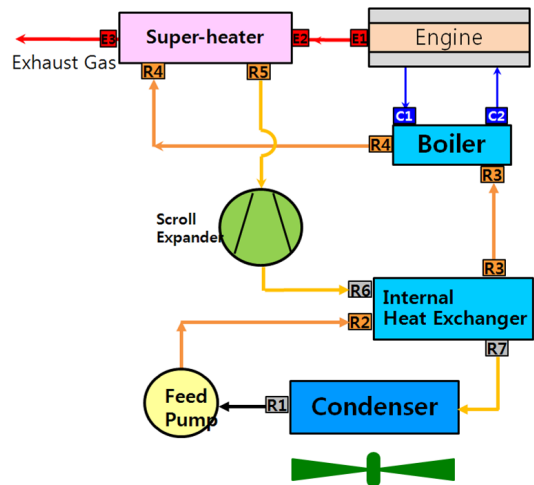 E3
Super-heater
E2
E1
Engine
Exhaust Gas
R4
R5
C1
C2
R4
Boiler
R3
Scroll
Expander
R3
R6
Internal
Heat Exchanger
R2
R7
Feed
Pump
R1
Condenser